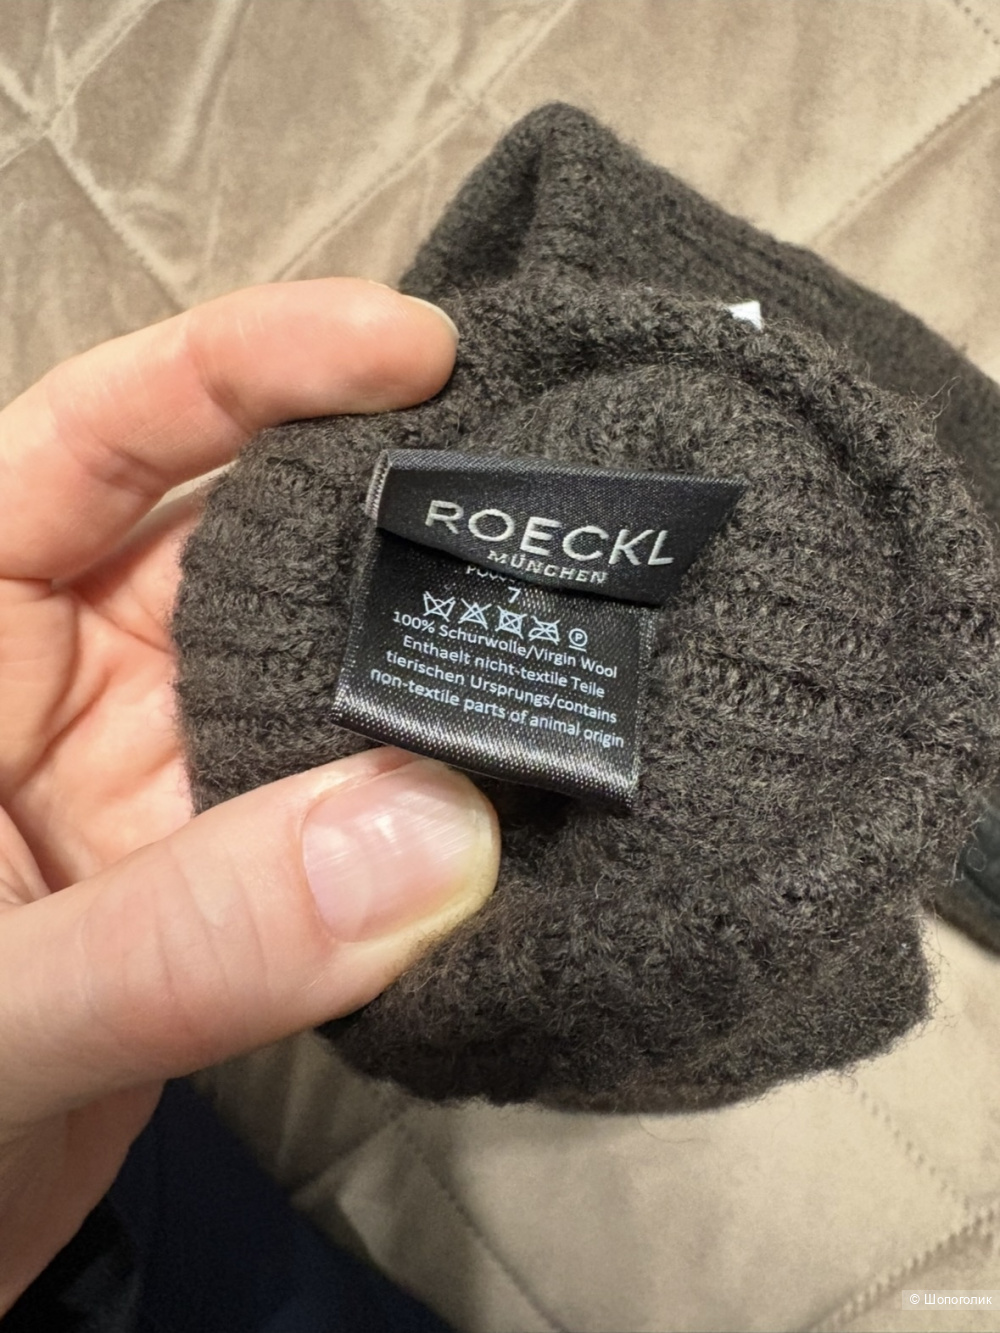 ROECKL
MÜNCHEN
7
100% Schurwolle/Virgin Wool
Enthaelt nicht-textile Teile
tierischen Ursprungs/contains
non-textile parts of animal origin
© Шопоголик